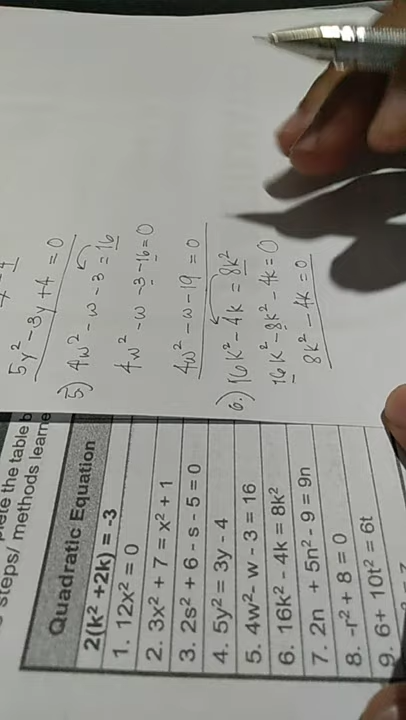 5y² - 3y + 4 = 0
5) 4w² - w - 3 = 16
4w² - w - 3 - 16 = 0
4w² - w - 19 = 0
6.) 16k² - 4k = 8k²
16k² - 8k² - 4k = 0
8k² - 4k = 0
the table
steps/ methods learne
Quadratic Equation
2(k² +2k) = -3
1. 12x² = 0
2. 3x² + 7 = x² + 1
3. 2s² + 6 - s - 5 = 0
4. 5y² = 3y - 4
5. 4w²- w - 3 = 16
6. 16k² - 4k = 8k²
7. 2n + 5n² - 9 = 9n
8. -r² + 8 = 0
9. 6+ 10t² = 6t